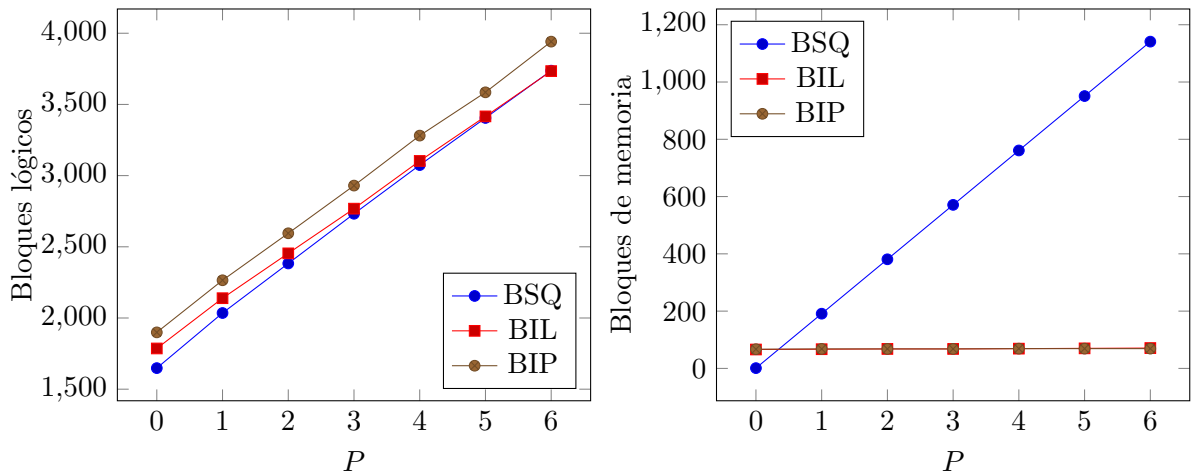 4,000
3,500
3,000
2,500
2,000
1,500
Bloques lógicos
0 1 2 3 4 5 6
P
BSQ
BIL
BIP
1,200
1,000
800
600
400
200
0
Bloques de memoria
0 1 2 3 4 5 6
P
BSQ
BIL
BIP